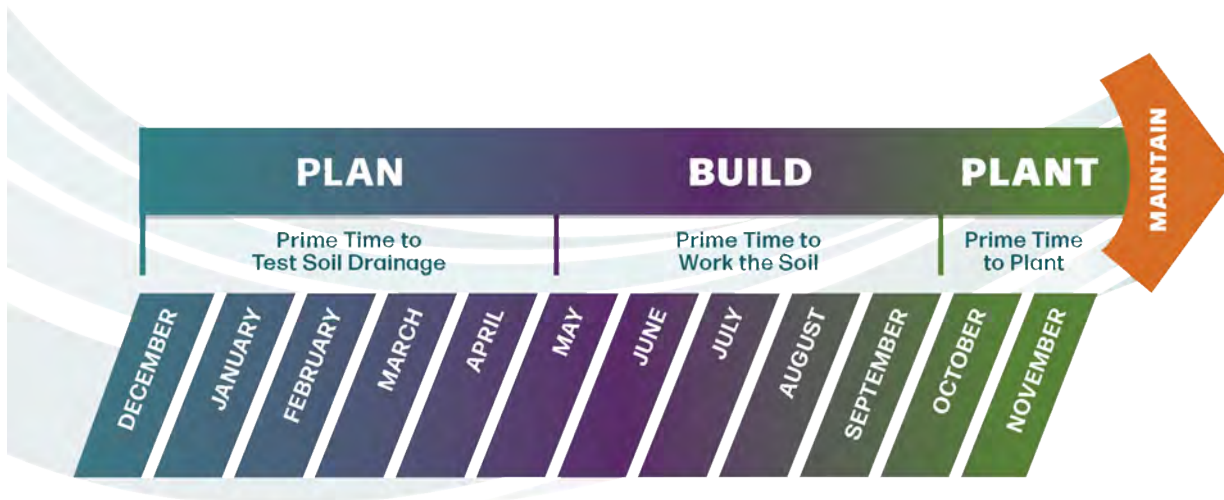 PLAN
BUILD
PLANT
MAINTAIN
Prime Time to
Test Soil Drainage
Prime Time to
Work the Soil
Prime Time
to Plant
DECEMBER
JANUARY
FEBRUARY
MARCH
APRIL
MAY
JUNE
JULY
AUGUST
SEPTEMBER
OCTOBER
NOVEMBER